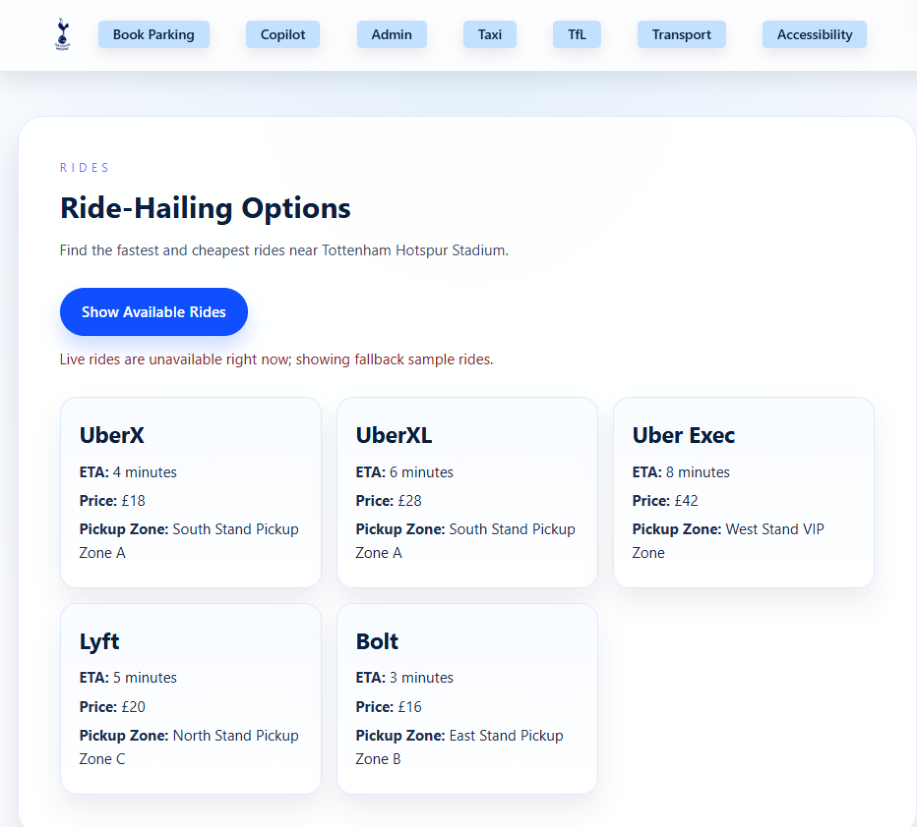 Book Parking
Copilot
Admin
Taxi
TfL
Transport
Accessibility
RIDES
Ride-Hailing Options
Find the fastest and cheapest rides near Tottenham Hotspur Stadium.
Show Available Rides
Live rides are unavailable right now; showing fallback sample rides.
UberX
ETA: 4 minutes
Price: £18
Pickup Zone: South Stand Pickup
Zone A
UberXL
ETA: 6 minutes
Price: £28
Pickup Zone: South Stand Pickup
Zone A
Uber Exec
ETA: 8 minutes
Price: £42
Pickup Zone: West Stand VIP
Zone
Lyft
ETA: 5 minutes
Price: £20
Pickup Zone: North Stand Pickup
Zone C
Bolt
ETA: 3 minutes
Price: £16
Pickup Zone: East Stand Pickup
Zone B